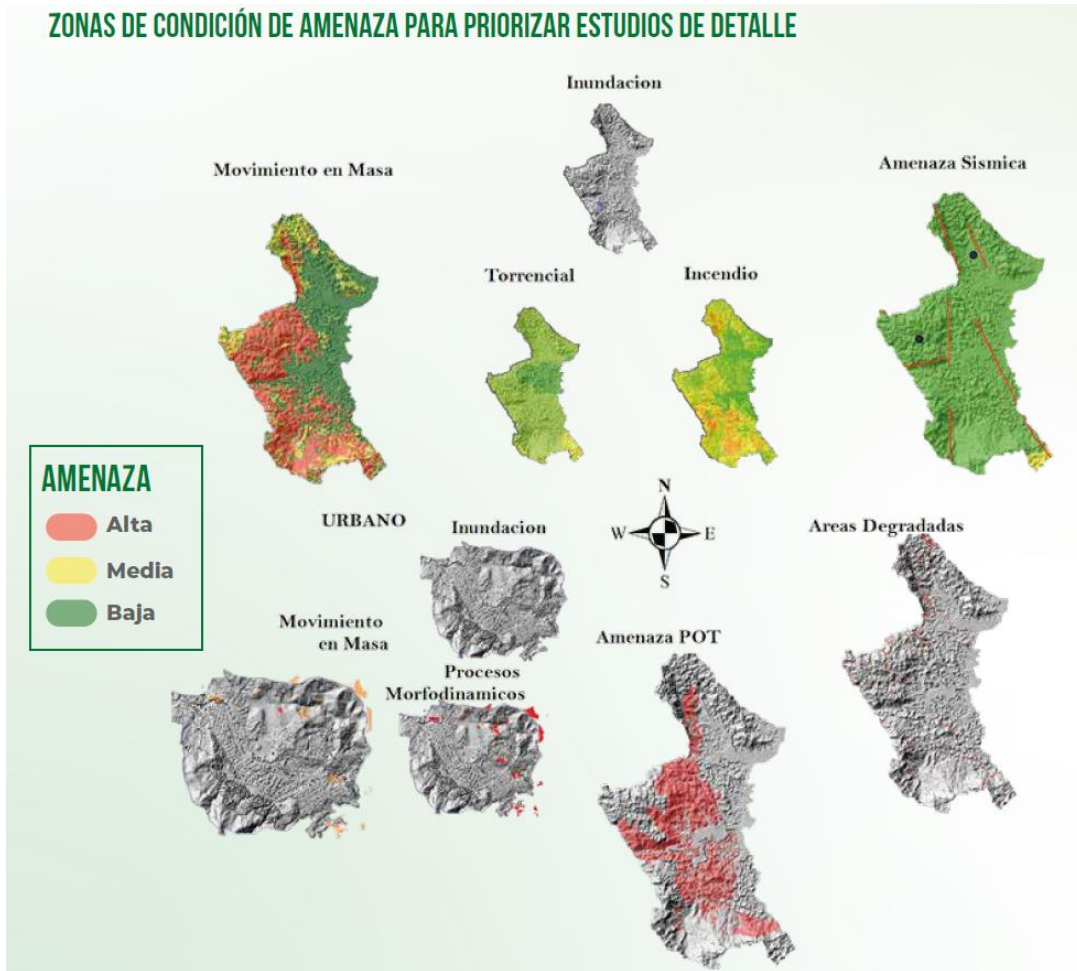 ZONAS DE CONDICIÓN DE AMENAZA PARA PRIORIZAR ESTUDIOS DE DETALLE
Inundacion
Movimiento en Masa
Amenaza Sismica
Torrencial
Incendio
AMENAZA
Alta
Media
Baja
URBANO
Inundacion
N
W
E
S
Areas Degradadas
Movimiento
en Masa
Procesos
Morfodinamicos
Amenaza POT